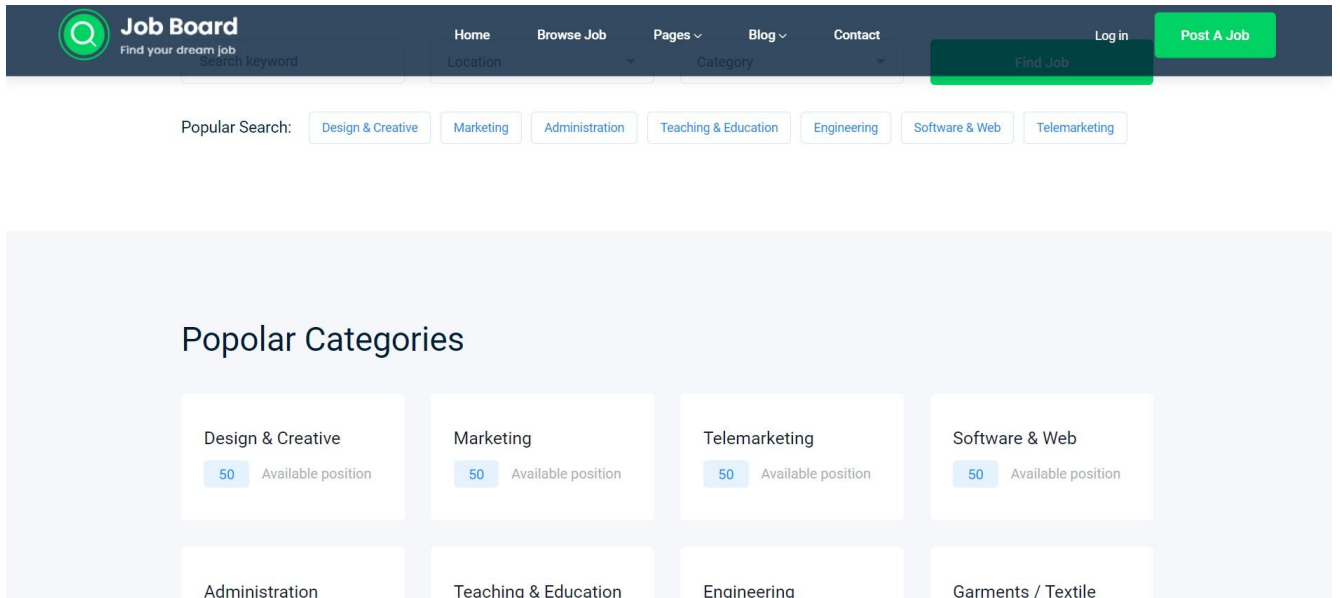 Job Board
Find your dream job
Home Browse Job Pages Blog Contact Log in Post A Job
Search keyword Location Category Find Job
Popular Search: Design & Creative Marketing Administration Teaching & Education Engineering Software & Web Telemarketing
Popolar Categories
Design & Creative Marketing Telemarketing Software & Web
50 Available position 50 Available position 50 Available position 50 Available position
Administration Teaching & Education Engineering Garments / Textile